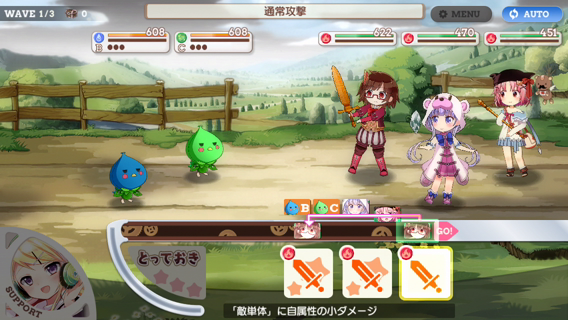 WAVE 1/3 0
通常攻撃
MENU
AUTO
608
B
608
C
622
470
451
B C
GO!
とっておき
SUPPORT
「敵単体」に自属性の小ダメージ